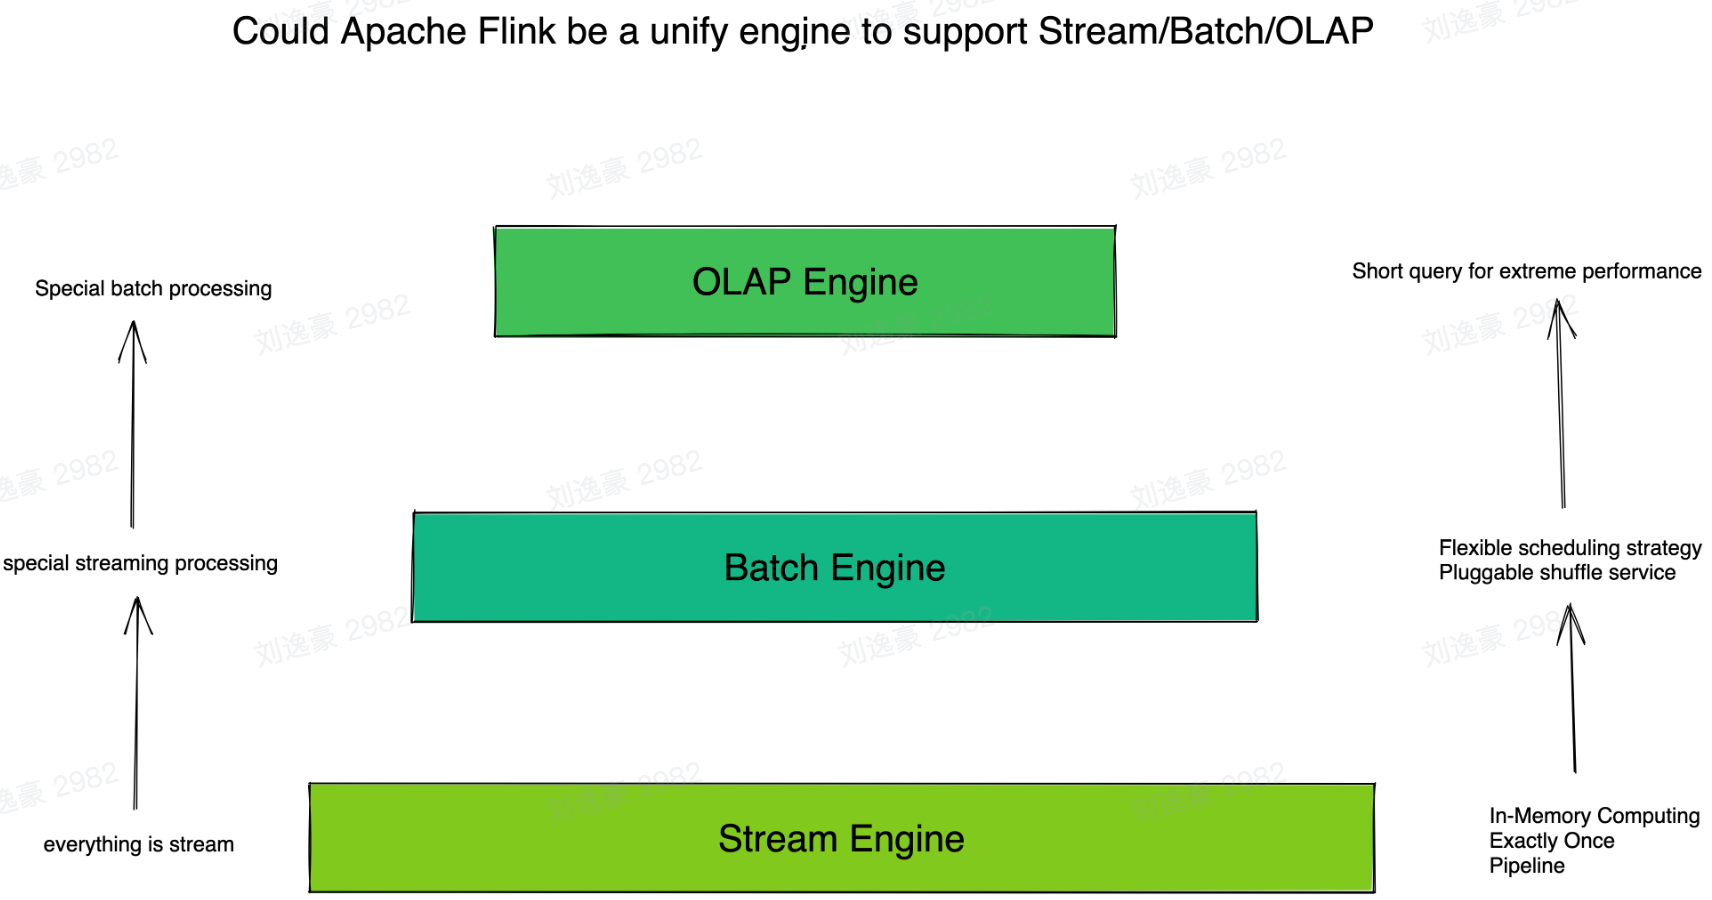 Could Apache Flink be a unify engine to support Stream/Batch/OLAP
Special batch processing
OLAP Engine
Short query for extreme performance
special streaming processing
Batch Engine
Flexible scheduling strategy
Pluggable shuffle service
everything is stream
Stream Engine
In-Memory Computing
Exactly Once
Pipeline
刘逸豪 2982